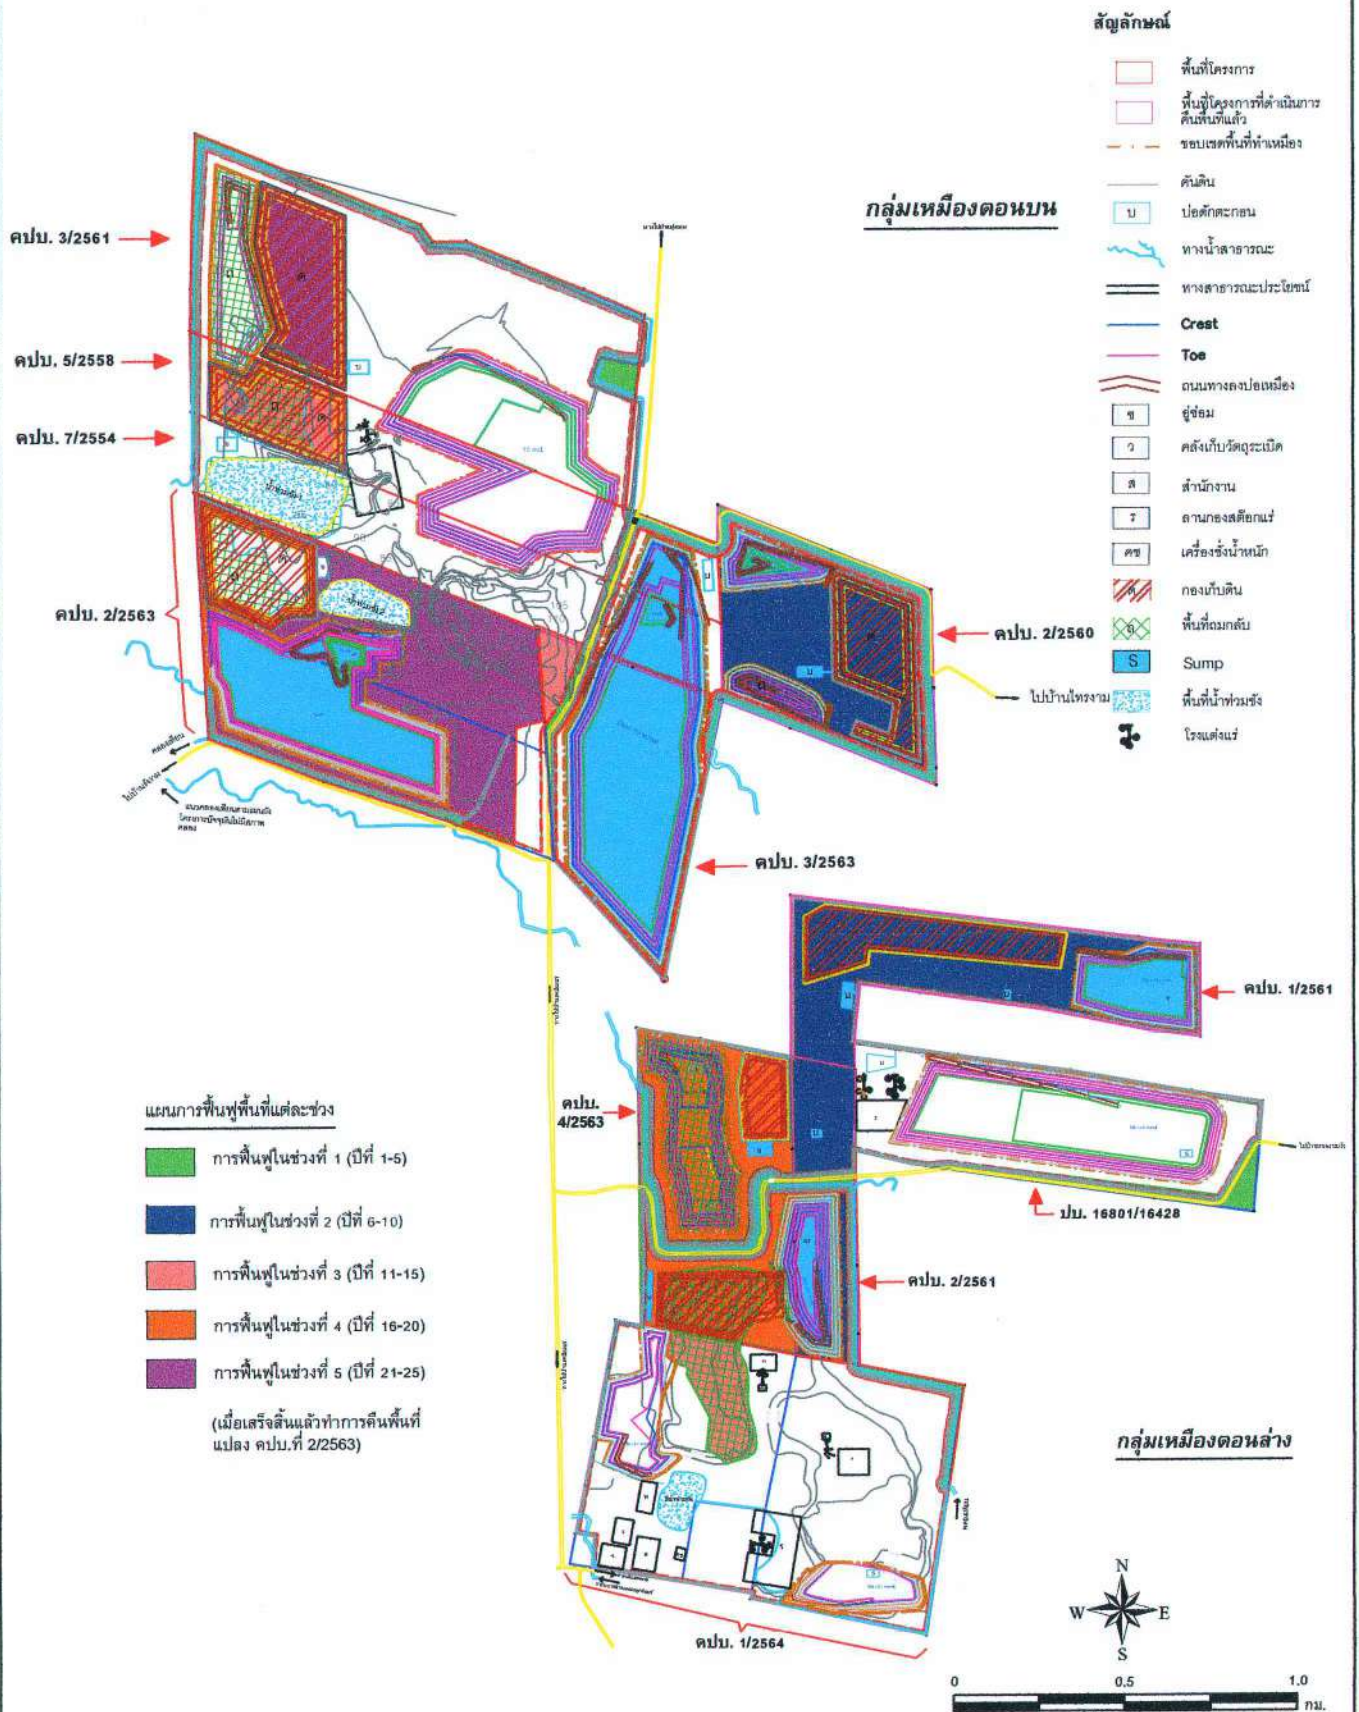 สัญลักษณ์
พื้นที่โครงการ
พื้นที่โครงการที่ดำเนินการ
คืนพื้นที่แล้ว
ขอบเขตพื้นที่ทำเหมือง
คันดิน
บ
บ่อดักตะกอน
ทางน้ำสาธารณะ
ทางสาธารณะประโยชน์
Crest
Toe
ถนนทางลงบ่อเหมือง
ซ
อู่ซ่อม
ว
คลังเก็บวัตถุระเบิด
ส
สำนักงาน
ร
ลานกองสต๊อกแร่
คช
เครื่องชั่งน้ำหนัก
ด
กองเก็บดิน
ถ
พื้นที่ถมกลับ
S
Sump
พื้นที่น้ำท่วมขัง
โรงแต่งแร่
กลุ่มเหมืองตอนบน
คปบ. 3/2561
คปบ. 5/2558
คปบ. 7/2554
คปบ. 2/2563
คปบ. 2/2560
ไปบ้านไทรงาม
คปบ. 3/2563
คปบ. 1/2561
คปบ.
4/2563
ปบ. 16801/16428
คปบ. 2/2561
แผนการฟื้นฟูพื้นที่แต่ละช่วง
การฟื้นฟูในช่วงที่ 1 (ปีที่ 1-5)
การฟื้นฟูในช่วงที่ 2 (ปีที่ 6-10)
การฟื้นฟูในช่วงที่ 3 (ปีที่ 11-15)
การฟื้นฟูในช่วงที่ 4 (ปีที่ 16-20)
การฟื้นฟูในช่วงที่ 5 (ปีที่ 21-25)
(เมื่อเสร็จสิ้นแล้วทำการคืนพื้นที่
แปลง คปบ.ที่ 2/2563)
กลุ่มเหมืองตอนล่าง
คปบ. 1/2564
N
W
E
S
0
0.5
1.0
กม.